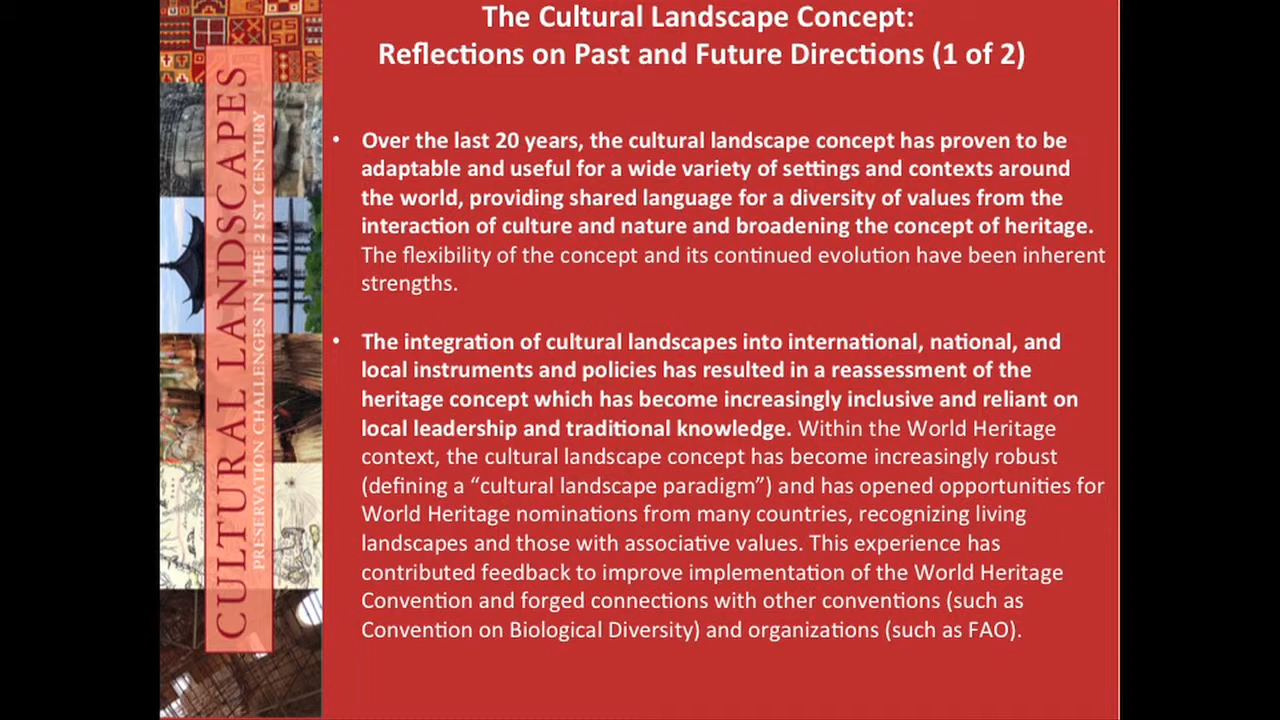 The Cultural Landscape Concept:
Reflections on Past and Future Directions (1 of 2)
• Over the last 20 years, the cultural landscape concept has proven to be
adaptable and useful for a wide variety of settings and contexts around
the world, providing shared language for a diversity of values from the
interaction of culture and nature and broadening the concept of heritage.
The flexibility of the concept and its continued evolution have been inherent
strengths.
• The integration of cultural landscapes into international, national, and
local instruments and policies has resulted in a reassessment of the
heritage concept which has become increasingly inclusive and reliant on
local leadership and traditional knowledge. Within the World Heritage
context, the cultural landscape concept has become increasingly robust
(defining a “cultural landscape paradigm”) and has opened opportunities for
World Heritage nominations from many countries, recognizing living
landscapes and those with associative values. This experience has
contributed feedback to improve implementation of the World Heritage
Convention and forged connections with other conventions (such as
Convention on Biological Diversity) and organizations (such as FAO).
CULTURAL LANDSCAPES
PRESERVATION CHALLENGES IN THE 21ST CENTURY